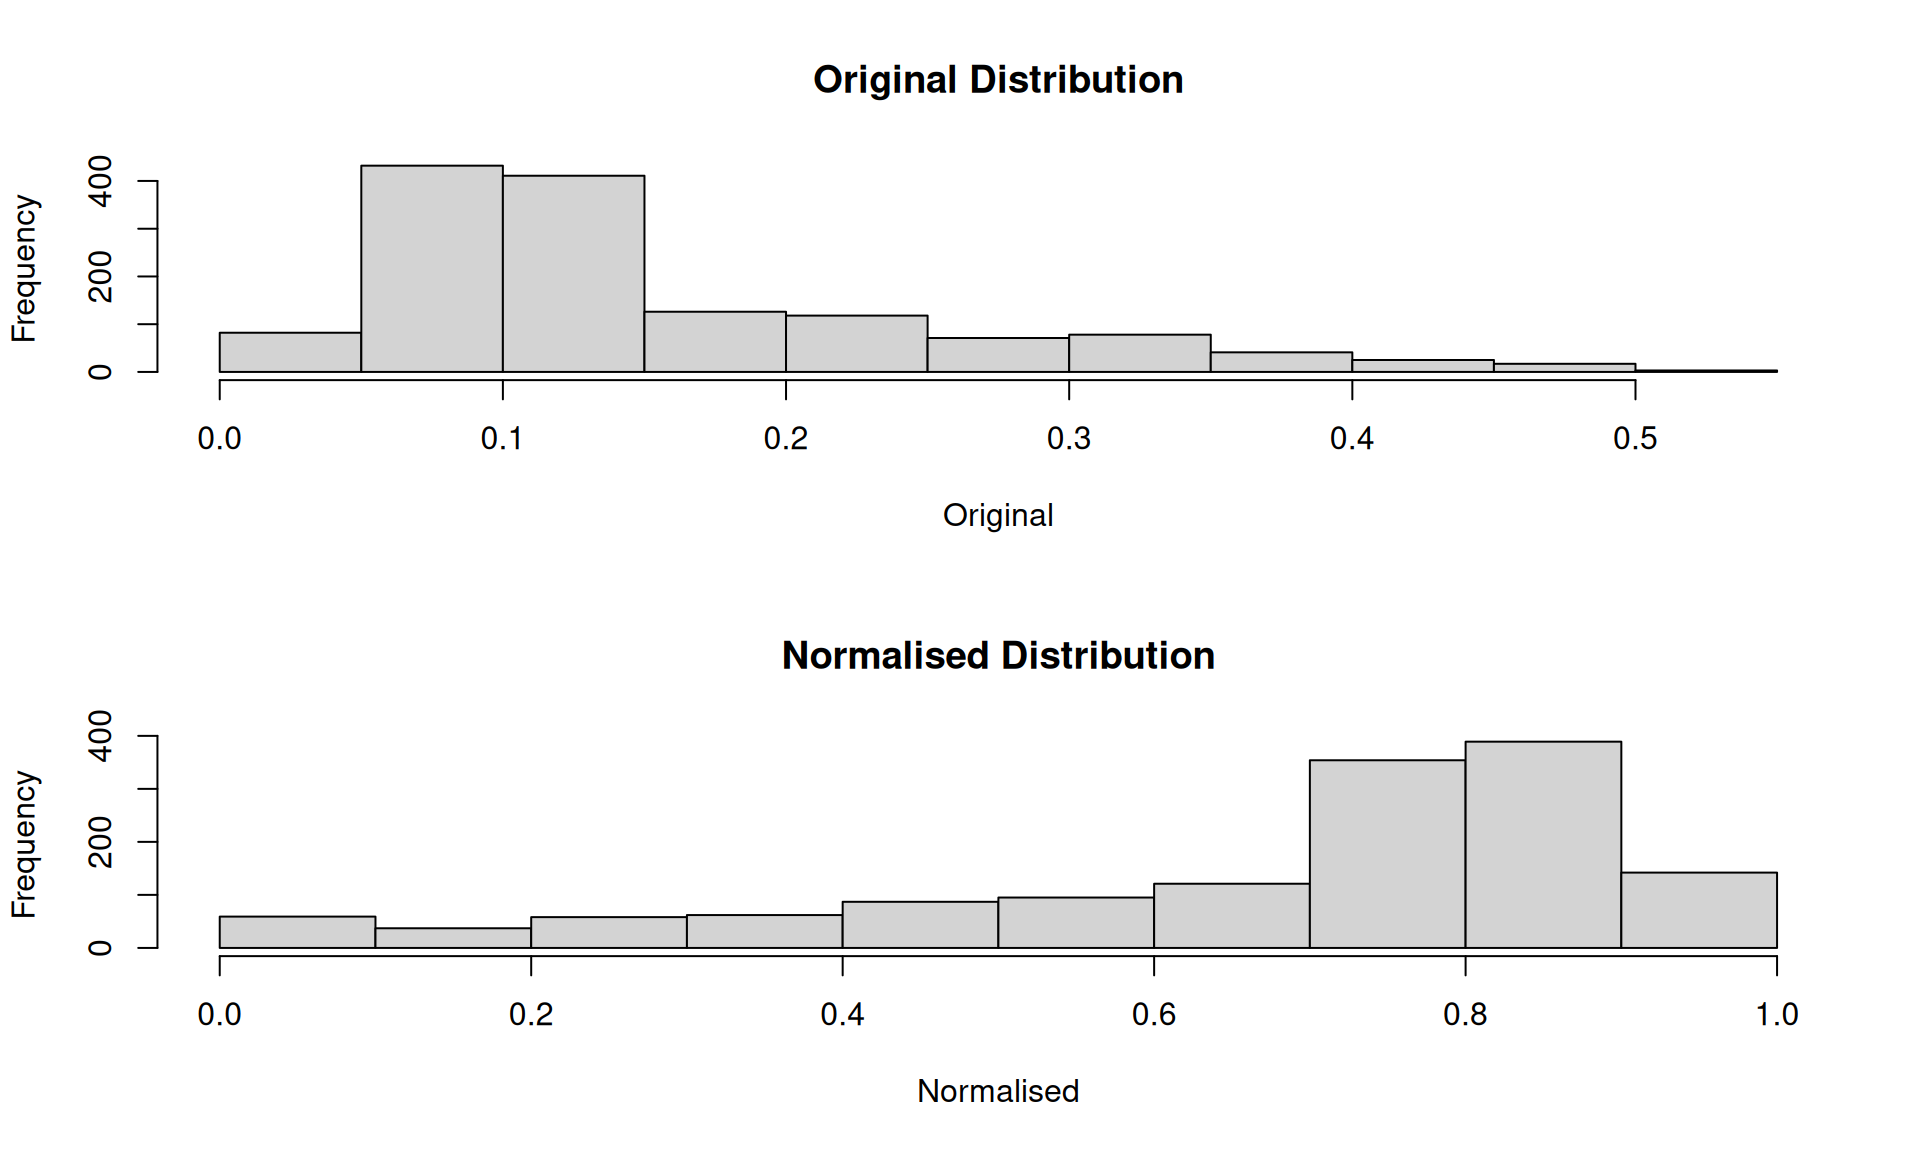 Original Distribution
Frequency
400
200
0
0.0 0.1 0.2 0.3 0.4 0.5
Original
Normalised Distribution
Frequency
400
200
0
0.0 0.2 0.4 0.6 0.8 1.0
Normalised